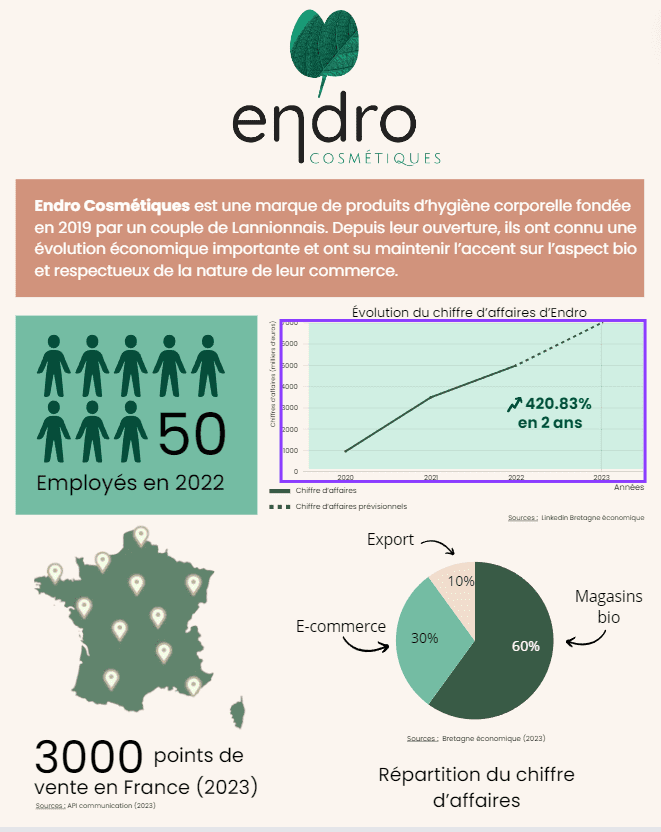 endro
COSMÉTIQUES
Endro Cosmétiques est une marque de produits d'hygiène corporelle fondée
en 2019 par un couple de Lannionnais. Depuis leur ouverture, ils ont connu une
évolution économique importante et ont su maintenir l'accent sur l'aspect bio
et respectueux de la nature de leur commerce.
50
Employés en 2022
Évolution du chiffre d'affaires d'Endro
Chiffres d'affaires (milliers d'euros)
7000
6000
5000
4000
3000
2000
1000
0
420.83%
en 2 ans
2020 2021 2022 2023
Années
Chiffre d'affaires
Chiffre d'affaires prévisionnels
Sources : Linkedin Bretagne économique
3000 points de
vente en France (2023)
Sources : API communication (2023)
Export
10%
E-commerce
30%
Magasins
bio
60%
Sources : Bretagne économique (2023)
Répartition du chiffre
d'affaires